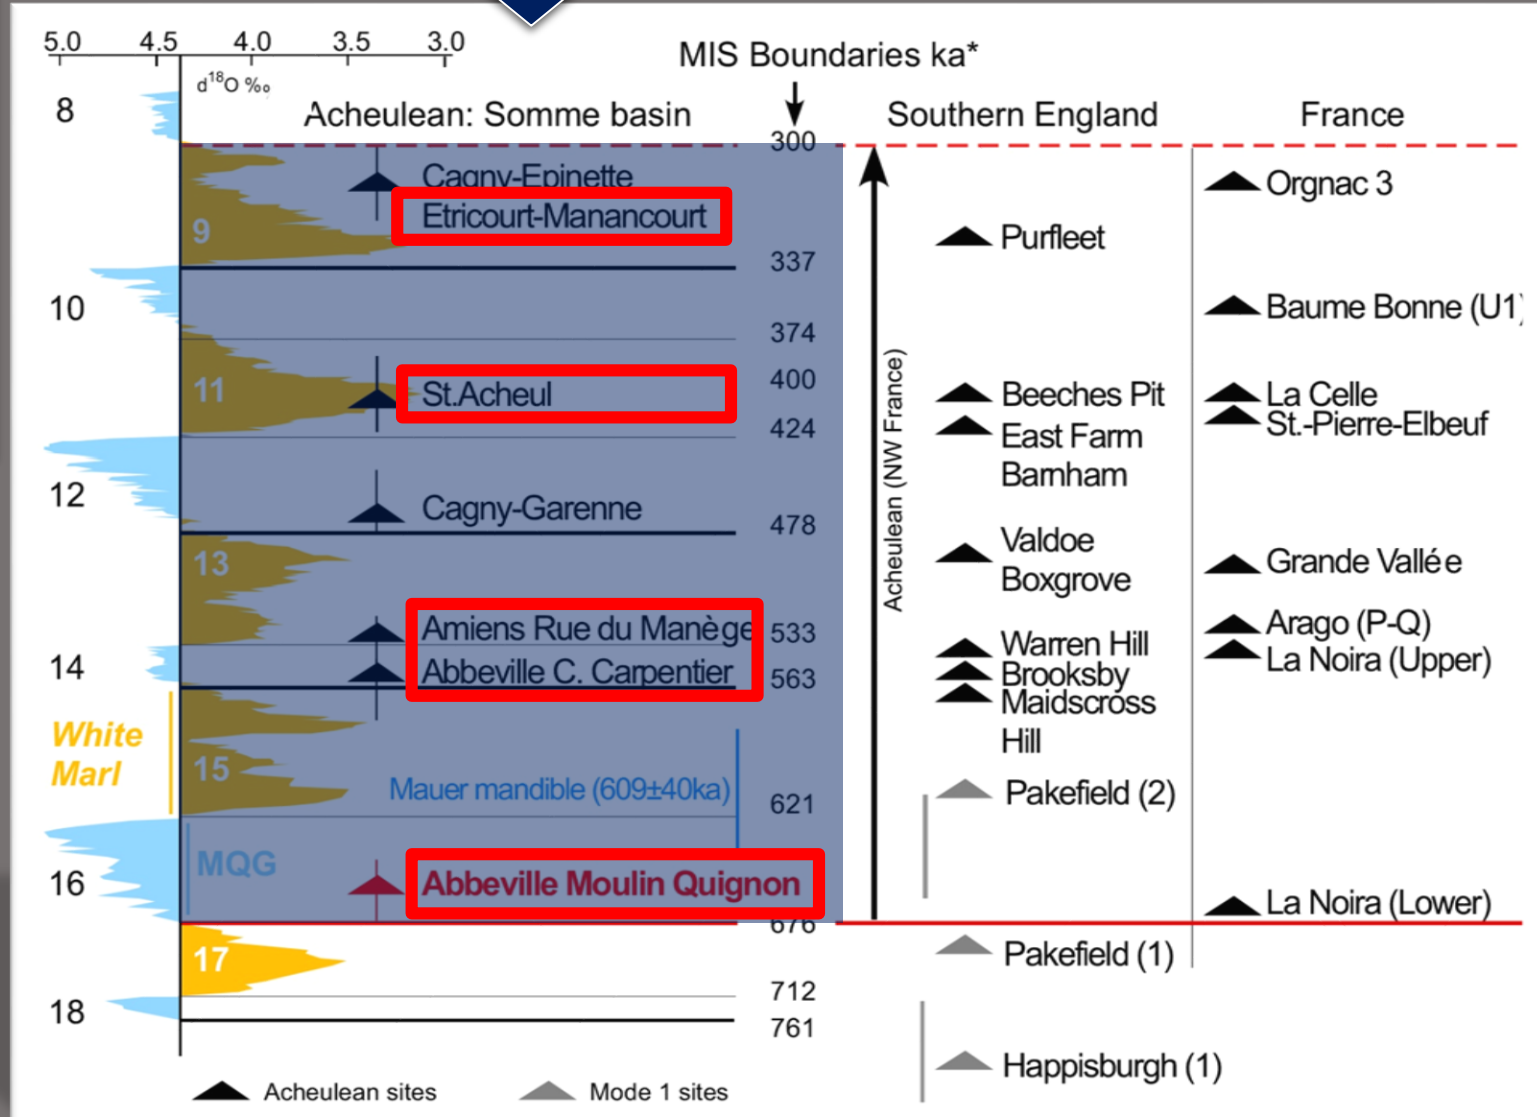 5.0 4.5 4.0 3.5 3.0
d¹⁸O ‰
MIS Boundaries ka*
Acheulean: Somme basin
Southern England
France
8
300
Cagny-Epinette
Etricourt-Manancourt
9
337
10
374
400
11
St.Acheul
424
12
Cagny-Garenne
478
13
Amiens Rue du Manège
533
14
Abbeville C. Carpentier
563
White
Marl
15
Mauer mandible (609±40ka)
621
MQG
16
Abbeville Moulin Quignon
676
17
712
18
761
Acheulean (NW France)
Purfleet
Beeches Pit
East Farm
Barnham
Valdoe
Boxgrove
Warren Hill
Brooksby
Maidscross
Hill
Pakefield (2)
Pakefield (1)
Happisburgh (1)
Orgnac 3
Baume Bonne (U1)
La Celle
St.-Pierre-Elbeuf
Grande Vallée
Arago (P-Q)
La Noira (Upper)
La Noira (Lower)
Acheulean sites
Mode 1 sites